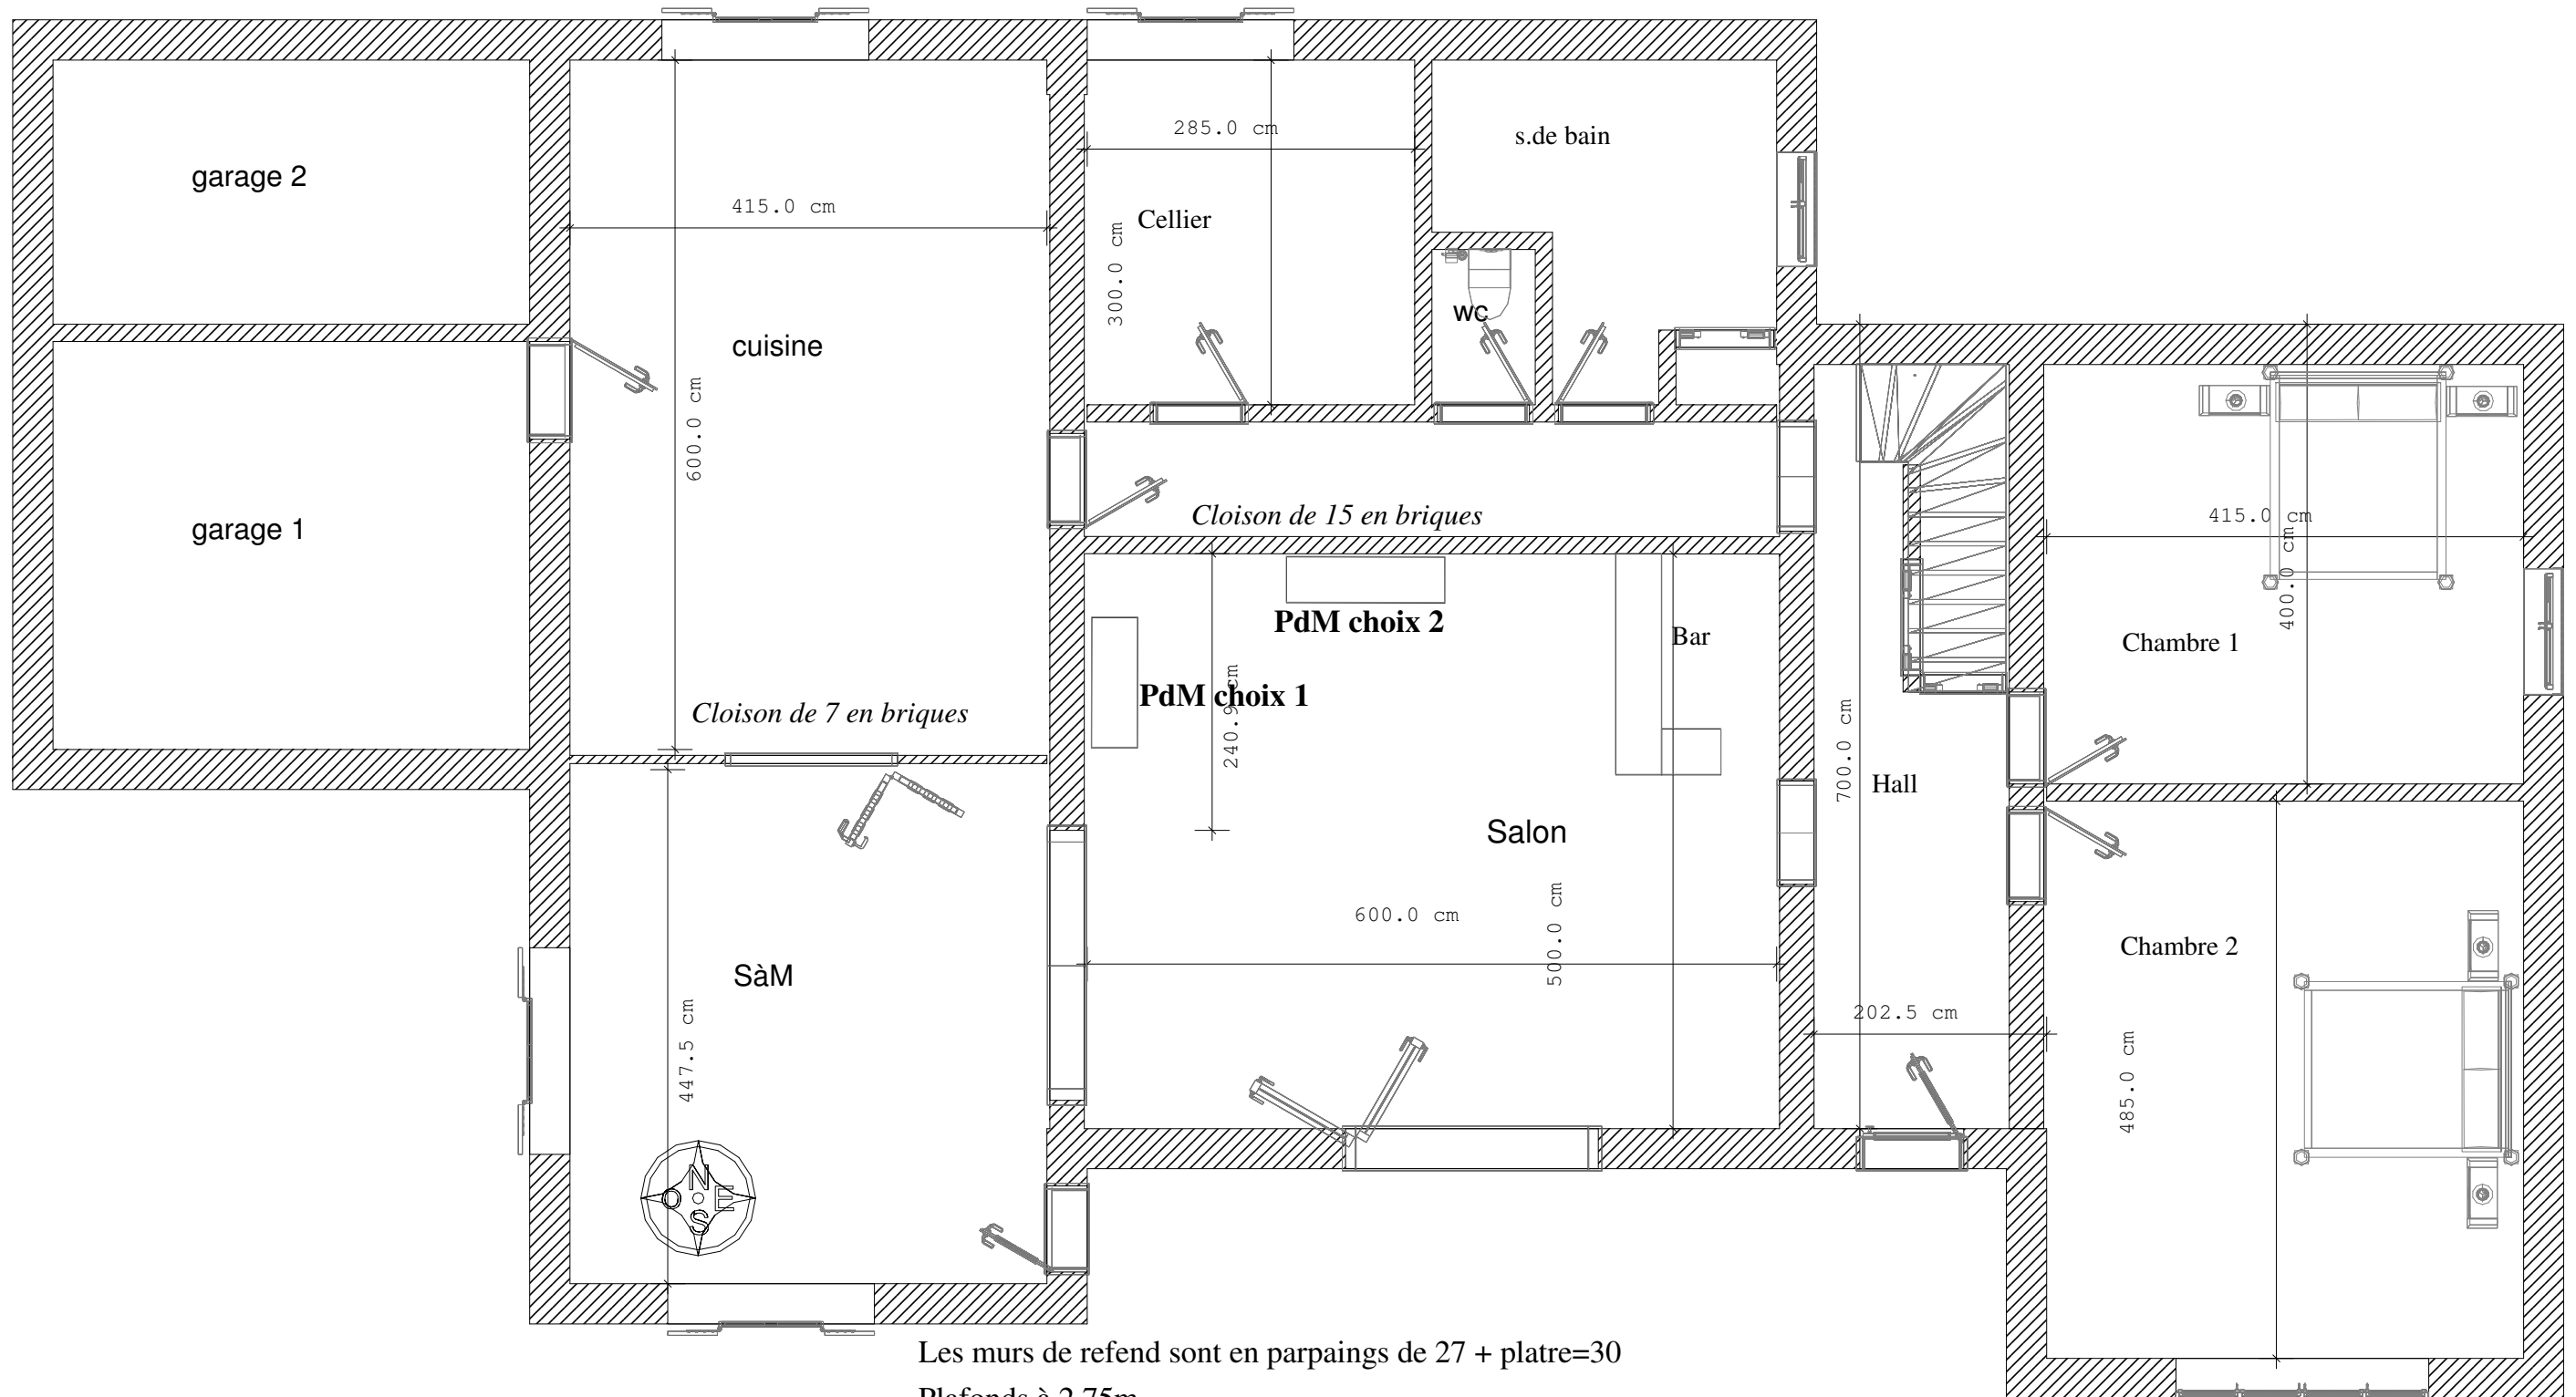 285.0 cm
s.de bain
garage 2
415.0 cm
Cellier
300.0 cm
wc
cuisine
600.0 cm
garage 1
Cloison de 15 en briques
415.0 cm
400.0 cm
PdM choix 2
Bar
Chambre 1
PdM choix 1
240.9 cm
Cloison de 7 en briques
700.0 cm
Hall
Salon
600.0 cm
500.0 cm
Chambre 2
SàM
202.5 cm
447.5 cm
485.0 cm
N
O
E
S
Les murs de refend sont en parpaings de 27 + platre=30
Plafonds à 2,75m